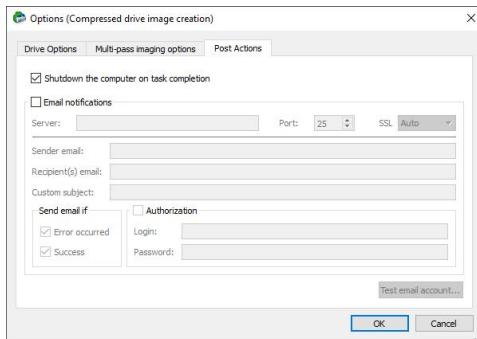 Options (Compressed drive image creation)
Drive Options Multi-pass imaging options Post Actions
Shutdown the computer on task completion
Email notifications
Server: Port: 25 SSL Auto
Sender email:
Recipient(s) email:
Custom subject:
Send email if Authorization
Error occurred Login:
Success Password:
Test email account...
OK Cancel